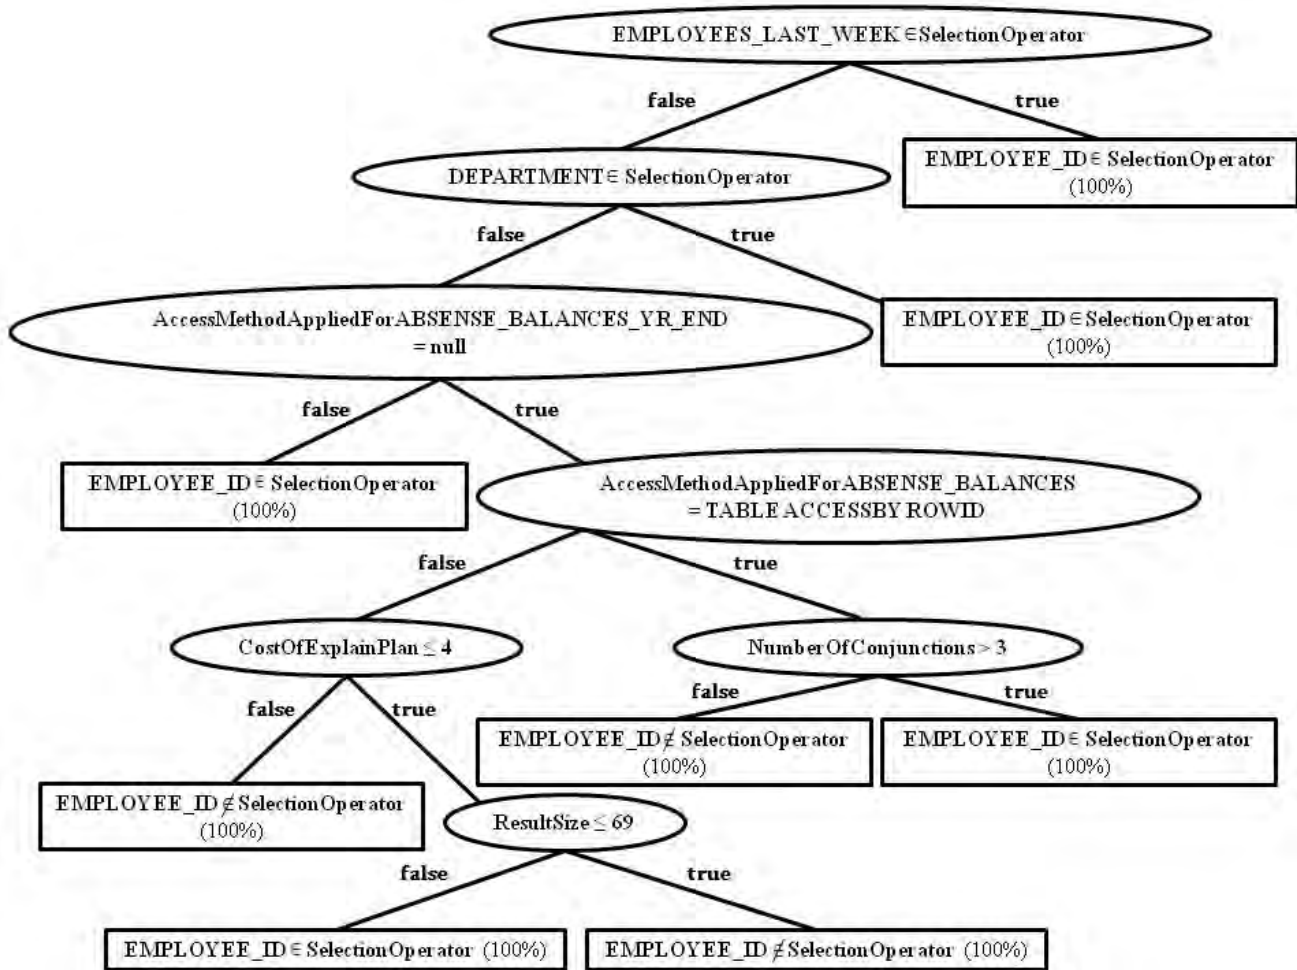 EMPLOYEES_LAST_WEEK ∈ SelectionOperator
false
true
EMPLOYEE_ID ∈ SelectionOperator
(100%)
DEPARTMENT ∈ SelectionOperator
false
true
AccessMethodAppliedForABSENSE_BALANCES_YR_END
= null
EMPLOYEE_ID ∈ SelectionOperator
(100%)
false
true
EMPLOYEE_ID ∈ SelectionOperator
(100%)
AccessMethodAppliedForABSENSE_BALANCES
= TABLE ACCESSBY ROWID
false
true
CostOfExplainPlan ≤ 4
NumberOfConjunctions > 3
false
true
false
true
EMPLOYEE_ID ∉ SelectionOperator
(100%)
EMPLOYEE_ID ∈ SelectionOperator
(100%)
EMPLOYEE_ID ∉ SelectionOperator
(100%)
ResultSize ≤ 69
false
true
EMPLOYEE_ID ∈ SelectionOperator (100%)
EMPLOYEE_ID ∉ SelectionOperator (100%)